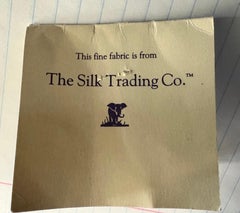 This fine fabric is from
The Silk Trading Co.™